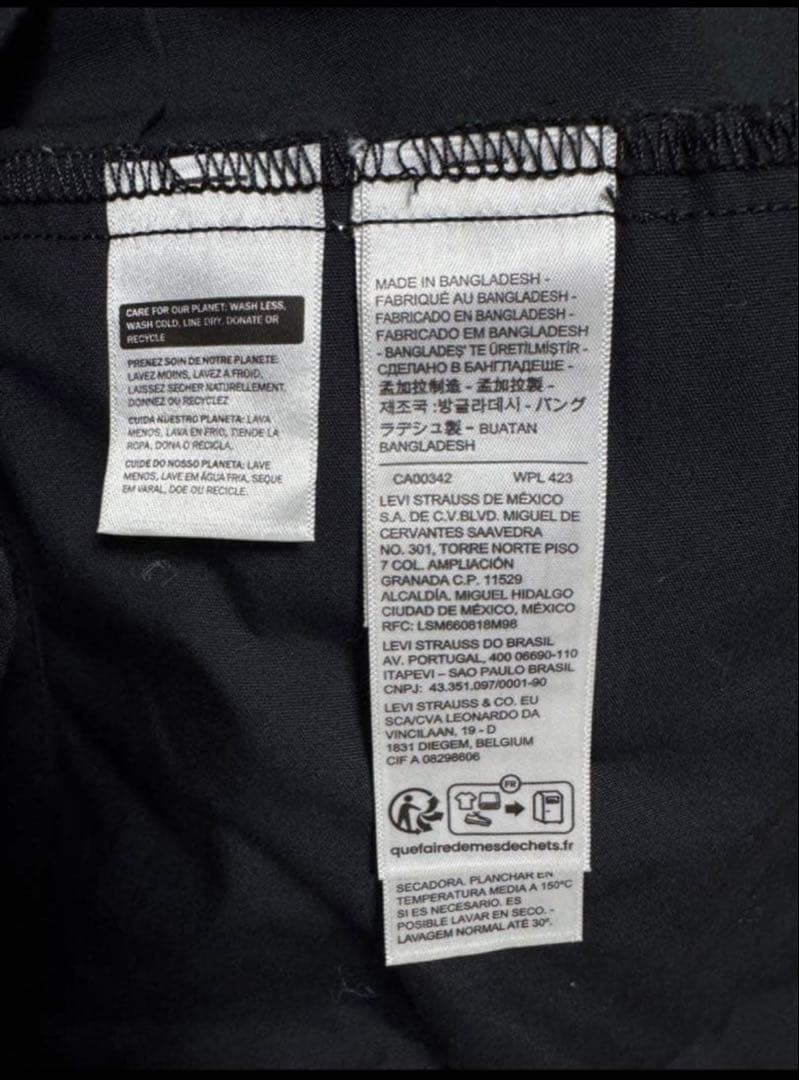 CARE FOR OUR PLANET: WASH LESS,
WASH COLD, LINE DRY, DONATE OR
RECYCLE
PRENEZ SOIN DE NOTRE PLANETE:
LAVEZ MOINS, LAVEZ A FROID,
LAISSEZ SECHER NATURELLEMENT,
DONNEZ OU RECYCLEZ
CUIDA NUESTRO PLANETA: LAVA
MENOS, LAVA EN FRIO, TIENDE LA
ROPA, DONA O RECICLA.
CUIDE DO NOSSO PLANETA: LAVE
MENOS, LAVE EM ÁGUA FRIA, SEQUE
EM VARAL, DOE OU RECICLE.
MADE IN BANGLADESH -
FABRIQUÉ AU BANGLADESH -
FABRICADO EN BANGLADESH -
FABRICADO EM BANGLADESH
- BANGLADEŞ' TE ÜRETİLMİŞTİR -
СДЕЛАНО В БАНГЛАДЕШЕ -
孟加拉制造 - 孟加拉製 -
제조국 :방글라데시 - バング
ラデシュ製 - BUATAN
BANGLADESH
CA00342 WPL 423
LEVI STRAUSS DE MÉXICO
S.A. DE C.V.BLVD. MIGUEL DE
CERVANTES SAAVEDRA
NO. 301, TORRE NORTE PISO
7 COL. AMPLIACIÓN
GRANADA C.P. 11529
ALCALDÍA. MIGUEL HIDALGO
CIUDAD DE MÉXICO, MÉXICO
RFC: LSM660818M98
LEVI STRAUSS DO BRASIL
AV. PORTUGAL, 400 06690-110
ITAPEVI – SAO PAULO BRASIL
CNPJ: 43.351.097/0001-90
LEVI STRAUSS & CO. EU
SCA/CVA LEONARDO DA
VINCILAAN, 19 - D
1831 DIEGEM, BELGIUM
CIF A 08298606
FR
quefairedemesdechets.fr
SECADORA. PLANCHAR EN
TEMPERATURA MEDIA A 150ºC
SI ES NECESARIO. ES
POSIBLE LAVAR EN SECO. -
LAVAGEM NORMAL ATÉ 30º.